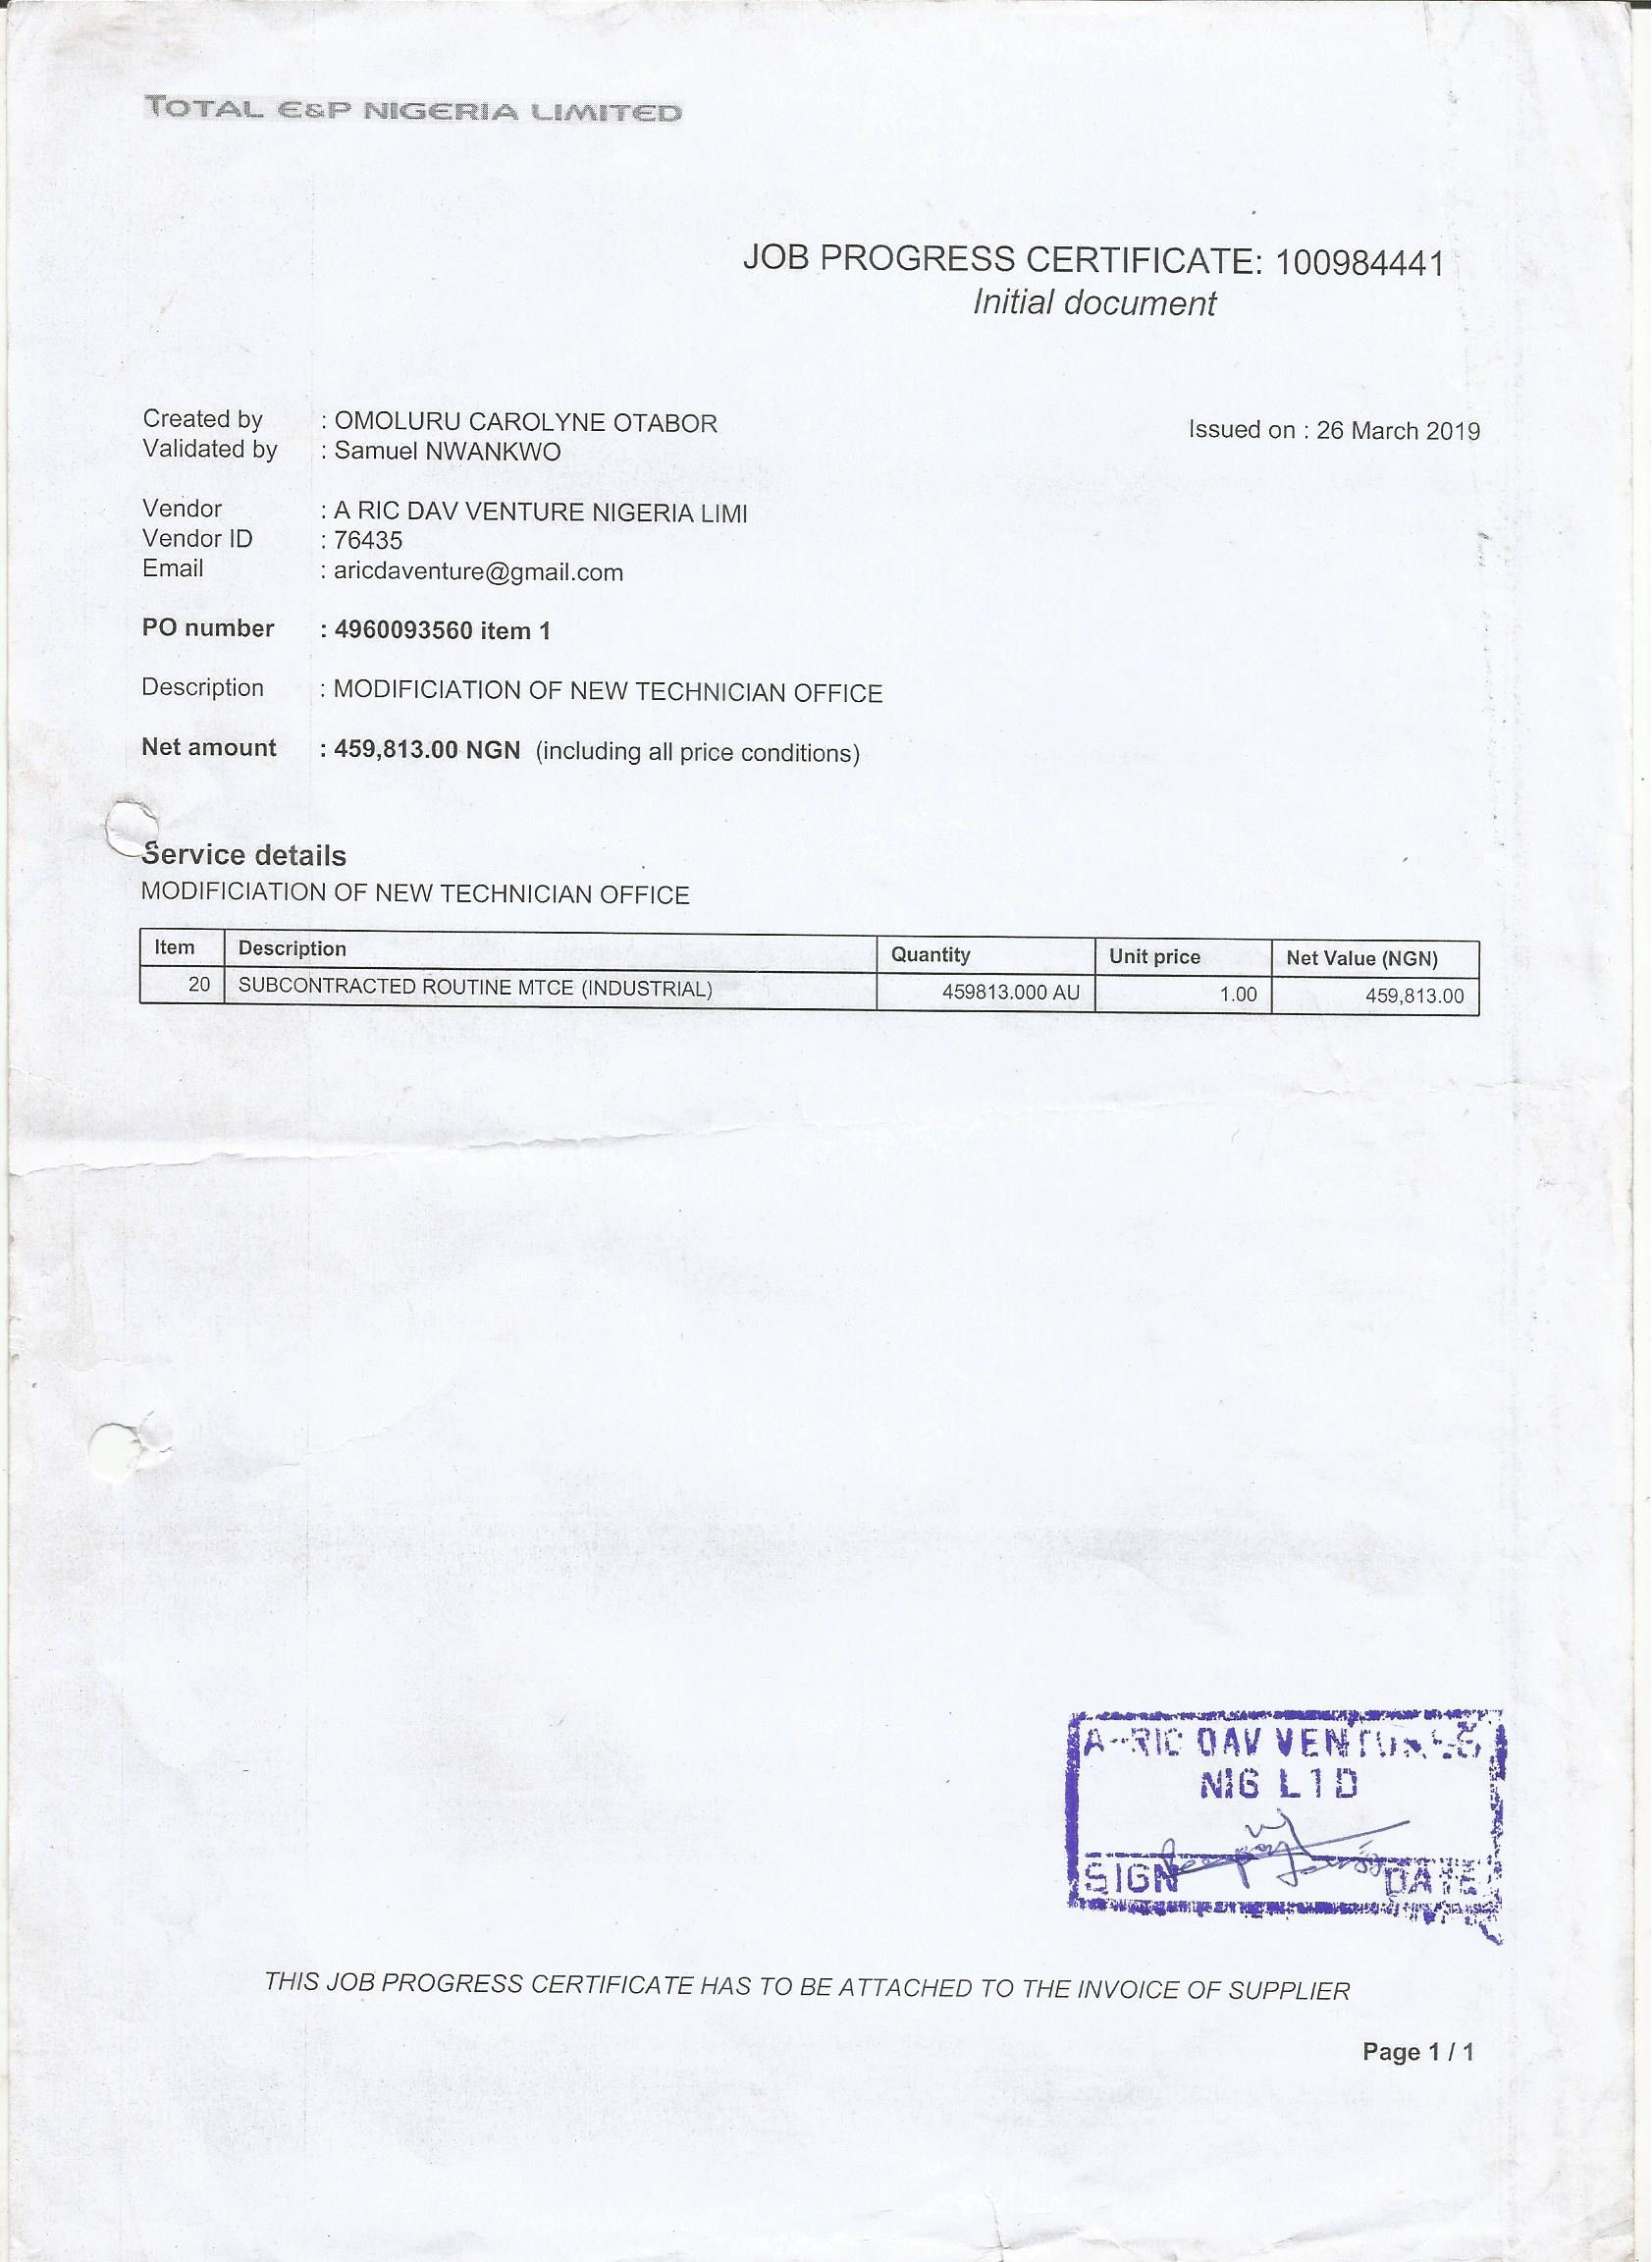 TOTAL E&P NIGERIA LIMITED
JOB PROGRESS CERTIFICATE: 100984441
Initial document
Created by : OMOLURU CAROLYNE OTABOR
Issued on : 26 March 2019
Validated by : Samuel NWANKWO
Vendor : A RIC DAV VENTURE NIGERIA LIMI
Vendor ID : 76435
Email : aricdaventure@gmail.com
PO number : 4960093560 item 1
Description : MODIFICIATION OF NEW TECHNICIAN OFFICE
Net amount : 459,813.00 NGN (including all price conditions)
Service details
MODIFICIATION OF NEW TECHNICIAN OFFICE
Item Description Quantity Unit price Net Value (NGN)
20 SUBCONTRACTED ROUTINE MTCE (INDUSTRIAL) 459813.000 AU 1.00 459,813.00
A-RIC DAV VENTURES
NIG LTD
SIGN DATE
THIS JOB PROGRESS CERTIFICATE HAS TO BE ATTACHED TO THE INVOICE OF SUPPLIER
Page 1 / 1